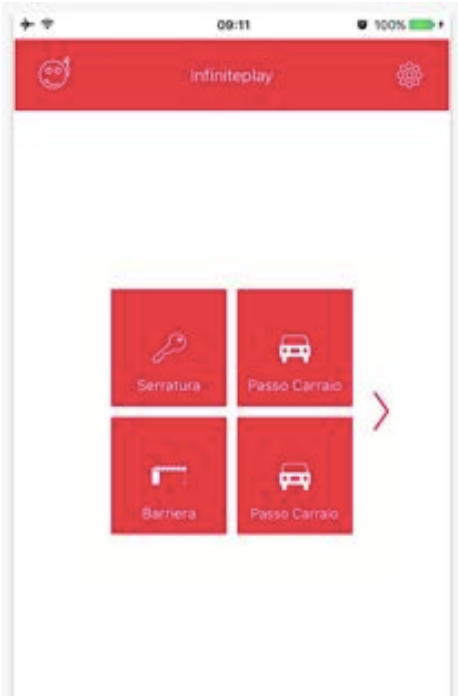 09:11
100%
Infiniteplay
Serratura
Passo Carraio
Barriera
Passo Carraio